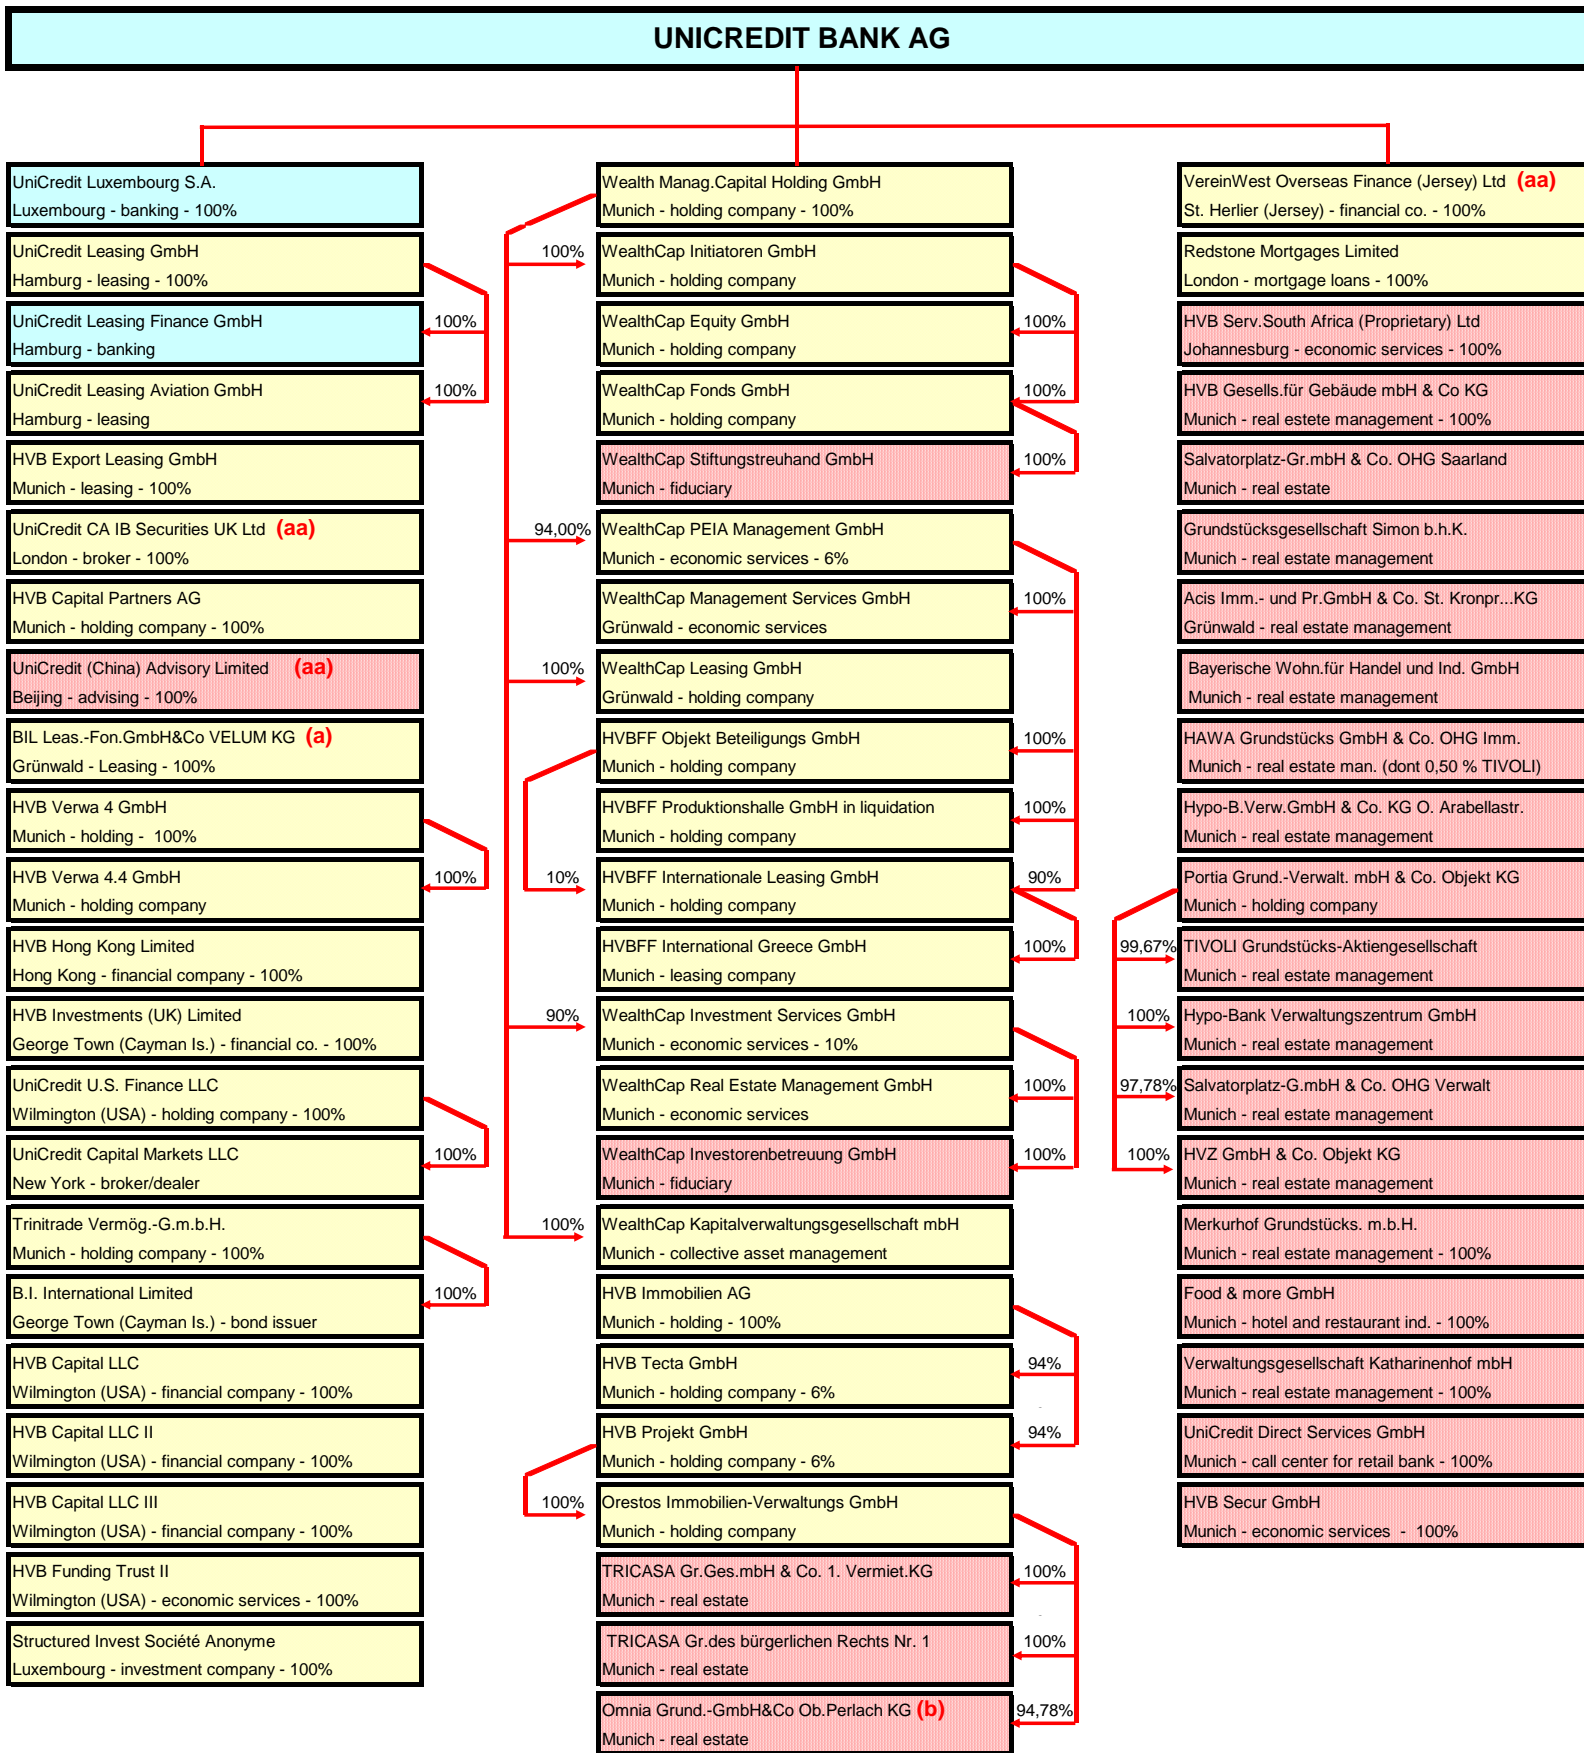 UNICREDIT BANK AG
UniCredit Luxembourg S.A.
Luxembourg - banking - 100%
UniCredit Leasing GmbH
Hamburg - leasing - 100%
UniCredit Leasing Finance GmbH
Hamburg - banking
100%
UniCredit Leasing Aviation GmbH
Hamburg - leasing
100%
HVB Export Leasing GmbH
Munich - leasing - 100%
UniCredit CA IB Securities UK Ltd (aa)
London - broker - 100%
HVB Capital Partners AG
Munich - holding company - 100%
UniCredit (China) Advisory Limited (aa)
Beijing - advising - 100%
BIL Leas.-Fon.GmbH&Co VELUM KG (a)
Grünwald - Leasing - 100%
HVB Verwa 4 GmbH
Munich - holding - 100%
HVB Verwa 4.4 GmbH
Munich - holding company
100%
HVB Hong Kong Limited
Hong Kong - financial company - 100%
HVB Investments (UK) Limited
George Town (Cayman Is.) - financial co. - 100%
UniCredit U.S. Finance LLC
Wilmington (USA) - holding company - 100%
UniCredit Capital Markets LLC
New York - broker/dealer
100%
Trinitrade Vermög.-G.m.b.H.
Munich - holding company - 100%
B.I. International Limited
George Town (Cayman Is.) - bond issuer
100%
HVB Capital LLC
Wilmington (USA) - financial company - 100%
HVB Capital LLC II
Wilmington (USA) - financial company - 100%
HVB Capital LLC III
Wilmington (USA) - financial company - 100%
HVB Funding Trust II
Wilmington (USA) - economic services - 100%
Structured Invest Société Anonyme
Luxembourg - investment company - 100%
Wealth Manag.Capital Holding GmbH
Munich - holding company - 100%
100%
WealthCap Initiatoren GmbH
Munich - holding company
WealthCap Equity GmbH
Munich - holding company
100%
WealthCap Fonds GmbH
Munich - holding company
100%
WealthCap Stiftungstreuhand GmbH
Munich - fiduciary
100%
94,00%
WealthCap PEIA Management GmbH
Munich - economic services - 6%
WealthCap Management Services GmbH
Grünwald - economic services
100%
100%
WealthCap Leasing GmbH
Grünwald - holding company
HVBFF Objekt Beteiligungs GmbH
Munich - holding company
100%
HVBFF Produktionshalle GmbH in liquidation
Munich - holding company
100%
10%
HVBFF Internationale Leasing GmbH
Munich - holding company
90%
HVBFF International Greece GmbH
Munich - leasing company
100%
90%
WealthCap Investment Services GmbH
Munich - economic services - 10%
WealthCap Real Estate Management GmbH
Munich - economic services
100%
WealthCap Investorenbetreuung GmbH
Munich - fiduciary
100%
100%
WealthCap Kapitalverwaltungsgesellschaft mbH
Munich - collective asset management
HVB Immobilien AG
Munich - holding - 100%
HVB Tecta GmbH
Munich - holding company - 6%
94%
HVB Projekt GmbH
Munich - holding company - 6%
94%
100%
Orestos Immobilien-Verwaltungs GmbH
Munich - holding company
TRICASA Gr.Ges.mbH & Co. 1. Vermiet.KG
Munich - real estate
100%
TRICASA Gr.des bürgerlichen Rechts Nr. 1
Munich - real estate
100%
Omnia Grund.-GmbH&Co Ob.Perlach KG (b)
Munich - real estate
94,78%
VereinWest Overseas Finance (Jersey) Ltd (aa)
St. Herlier (Jersey) - financial co. - 100%
Redstone Mortgages Limited
London - mortgage loans - 100%
HVB Serv.South Africa (Proprietary) Ltd
Johannesburg - economic services - 100%
HVB Gesells.für Gebäude mbH & Co KG
Munich - real estete management - 100%
Salvatorplatz-Gr.mbH & Co. OHG Saarland
Munich - real estate
Grundstücksgesellschaft Simon b.h.K.
Munich - real estate management
Acis Imm.- und Pr.GmbH & Co. St. Kronpr...KG
Grünwald - real estate management
Bayerische Wohn.für Handel und Ind. GmbH
Munich - real estate management
HAWA Grundstücks GmbH & Co. OHG Imm.
Munich - real estate man. (dont 0,50 % TIVOLI)
Hypo-B.Verw.GmbH & Co. KG O. Arabellastr.
Munich - real estate management
Portia Grund.-Verwalt. mbH & Co. Objekt KG
Munich - holding company
99,67%
TIVOLI Grundstücks-Aktiengesellschaft
Munich - real estate management
100%
Hypo-Bank Verwaltungszentrum GmbH
Munich - real estate management
97,78%
Salvatorplatz-G.mbH & Co. OHG Verwalt
Munich - real estate management
100%
HVZ GmbH & Co. Objekt KG
Munich - real estate management
Merkurhof Grundstücks. m.b.H.
Munich - real estate management - 100%
Food & more GmbH
Munich - hotel and restaurant ind. - 100%
Verwaltungsgesellschaft Katharinenhof mbH
Munich - real estate management - 100%
UniCredit Direct Services GmbH
Munich - call center for retail bank - 100%
HVB Secur GmbH
Munich - economic services - 100%